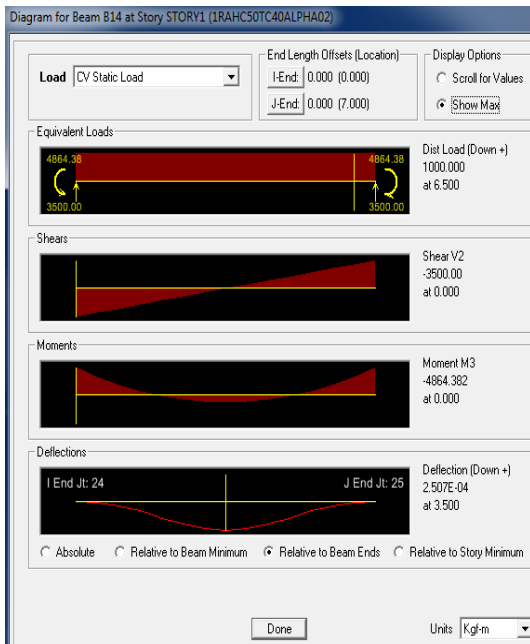 Diagram for Beam B14 at Story STORY1 (1RAHC50TC40ALPHA02)
Load CV Static Load
End Length Offsets (Location)
I-End: 0.000 (0.000)
J-End: 0.000 (7.000)
Display Options
Scroll for Values
Show Max
Equivalent Loads
4864.38 4864.38
3500.00 3500.00
Dist Load (Down +)
1000.000
at 6.500
Shears
Shear V2
-3500.00
at 0.000
Moments
Moment M3
-4864.382
at 0.000
Deflections
I End Jt: 24 J End Jt: 25
Deflection (Down +)
2.507E-04
at 3.500
Absolute Relative to Beam Minimum Relative to Beam Ends Relative to Story Minimum
Done Units Kgf-m